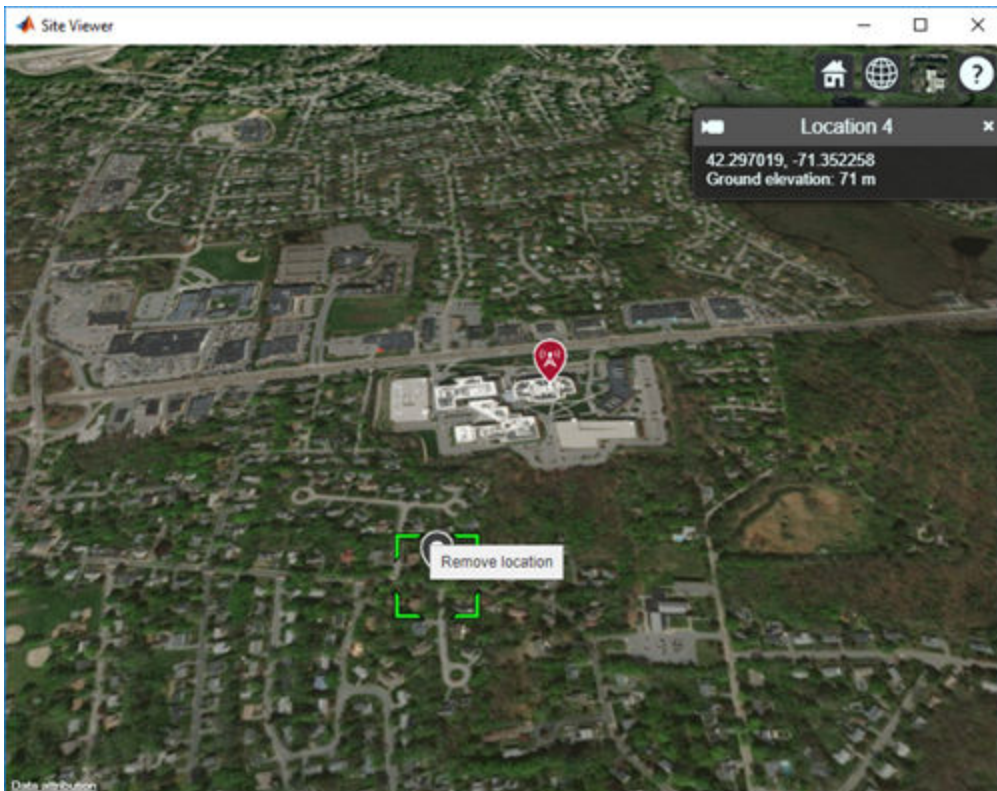 Site Viewer
?
Location 4
42.297019, -71.352258
Ground elevation: 71 m
Remove location
Data attribution